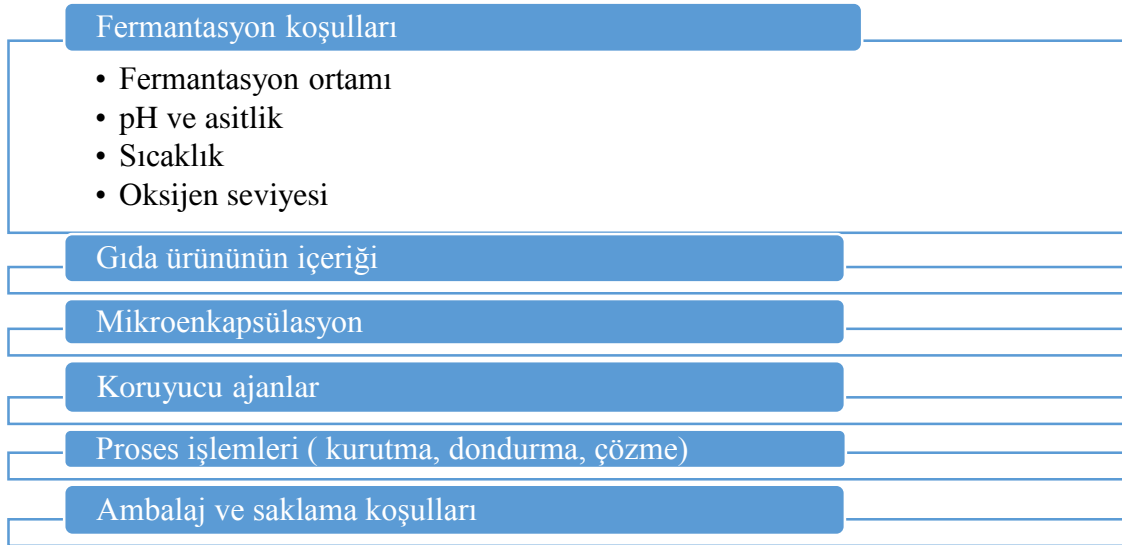 Fermantasyon koşulları
• Fermantasyon ortamı
• pH ve asitlik
• Sıcaklık
• Oksijen seviyesi
Gıda ürününün içeriği
Mikroenkapsülasyon
Koruyucu ajanlar
Proses işlemleri ( kurutma, dondurma, çözme)
Ambalaj ve saklama koşulları